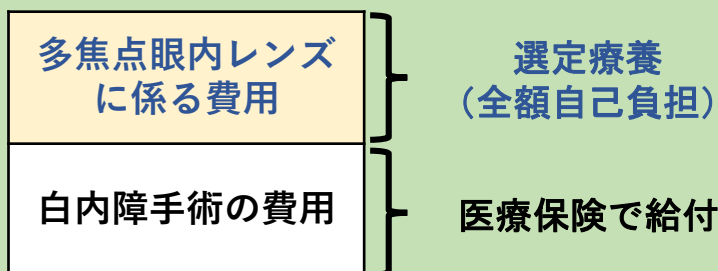 多焦点眼内レンズ
に係る費用
選定療養
（全額自己負担）
白内障手術の費用
医療保険で給付